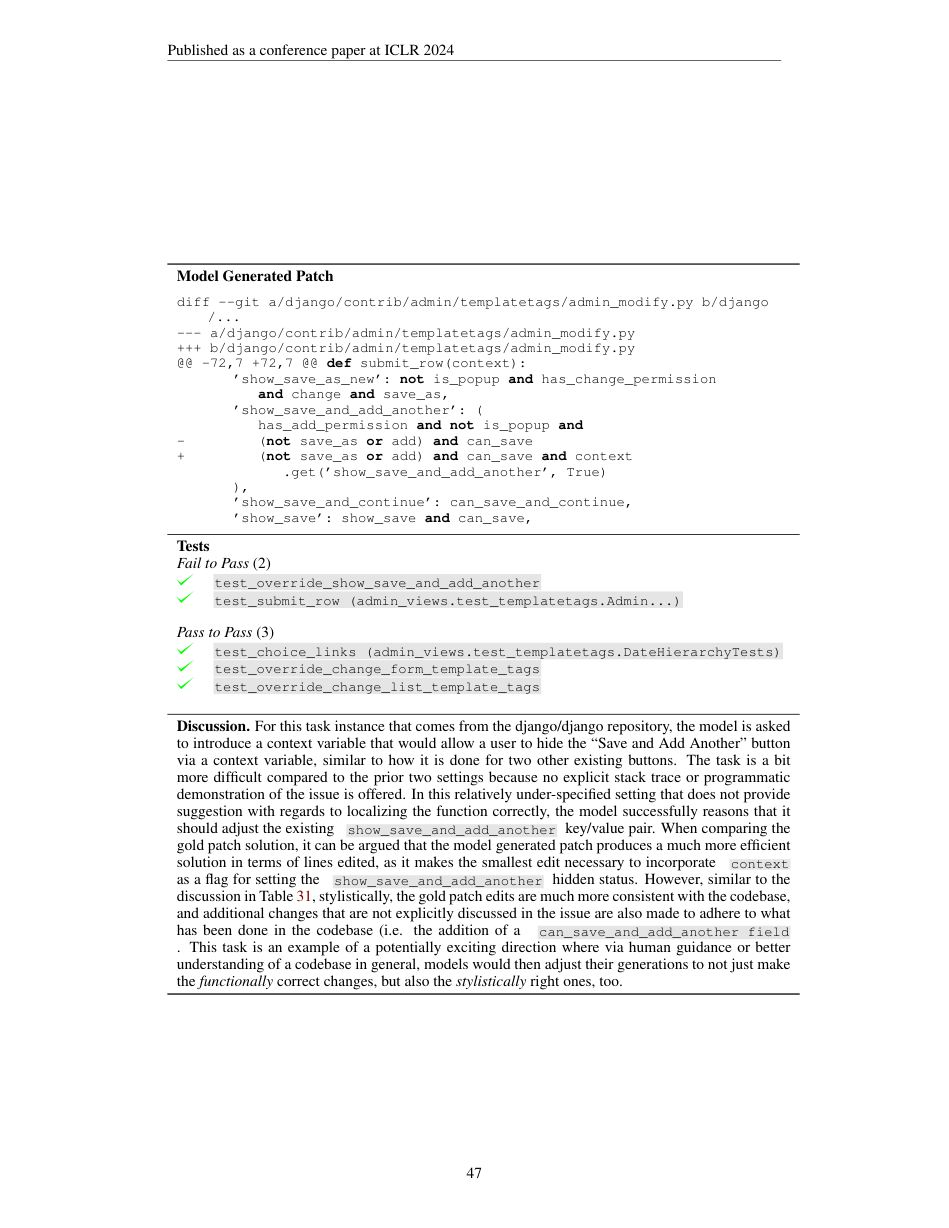 Published as a conference paper at ICLR 2024
Model Generated Patch
diff --git a/django/contrib/admin/templatetags/admin_modify.py b/django
/...
--- a/django/contrib/admin/templatetags/admin_modify.py
+++ b/django/contrib/admin/templatetags/admin_modify.py
@@ -72,7 +72,7 @@ def submit_row(context):
’show_save_as_new’: not is_popup and has_change_permission
and change and save_as,
’show_save_and_add_another’: (
has_add_permission and not is_popup and
- (not save_as or add) and can_save
+ (not save_as or add) and can_save and context
.get(’show_save_and_add_another’, True)
),
’show_save_and_continue’: can_save_and_continue,
’show_save’: show_save and can_save,
Tests
Fail to Pass (2)
✓ test_override_show_save_and_add_another
✓ test_submit_row (admin_views.test_templatetags.Admin...)
Pass to Pass (3)
✓ test_choice_links (admin_views.test_templatetags.DateHierarchyTests)
✓ test_override_change_form_template_tags
✓ test_override_change_list_template_tags
Discussion. For this task instance that comes from the django/django repository, the model is asked
to introduce a context variable that would allow a user to hide the “Save and Add Another” button
via a context variable, similar to how it is done for two other existing buttons. The task is a bit
more difficult compared to the prior two settings because no explicit stack trace or programmatic
demonstration of the issue is offered. In this relatively under-specified setting that does not provide
suggestion with regards to localizing the function correctly, the model successfully reasons that it
should adjust the existing show_save_and_add_another key/value pair. When comparing the
gold patch solution, it can be argued that the model generated patch produces a much more efficient
solution in terms of lines edited, as it makes the smallest edit necessary to incorporate context
as a flag for setting the show_save_and_add_another hidden status. However, similar to the
discussion in Table 31, stylistically, the gold patch edits are much more consistent with the codebase,
and additional changes that are not explicitly discussed in the issue are also made to adhere to what
has been done in the codebase (i.e. the addition of a can_save_and_add_another field
. This task is an example of a potentially exciting direction where via human guidance or better
understanding of a codebase in general, models would then adjust their generations to not just make
the functionally correct changes, but also the stylistically right ones, too.
47